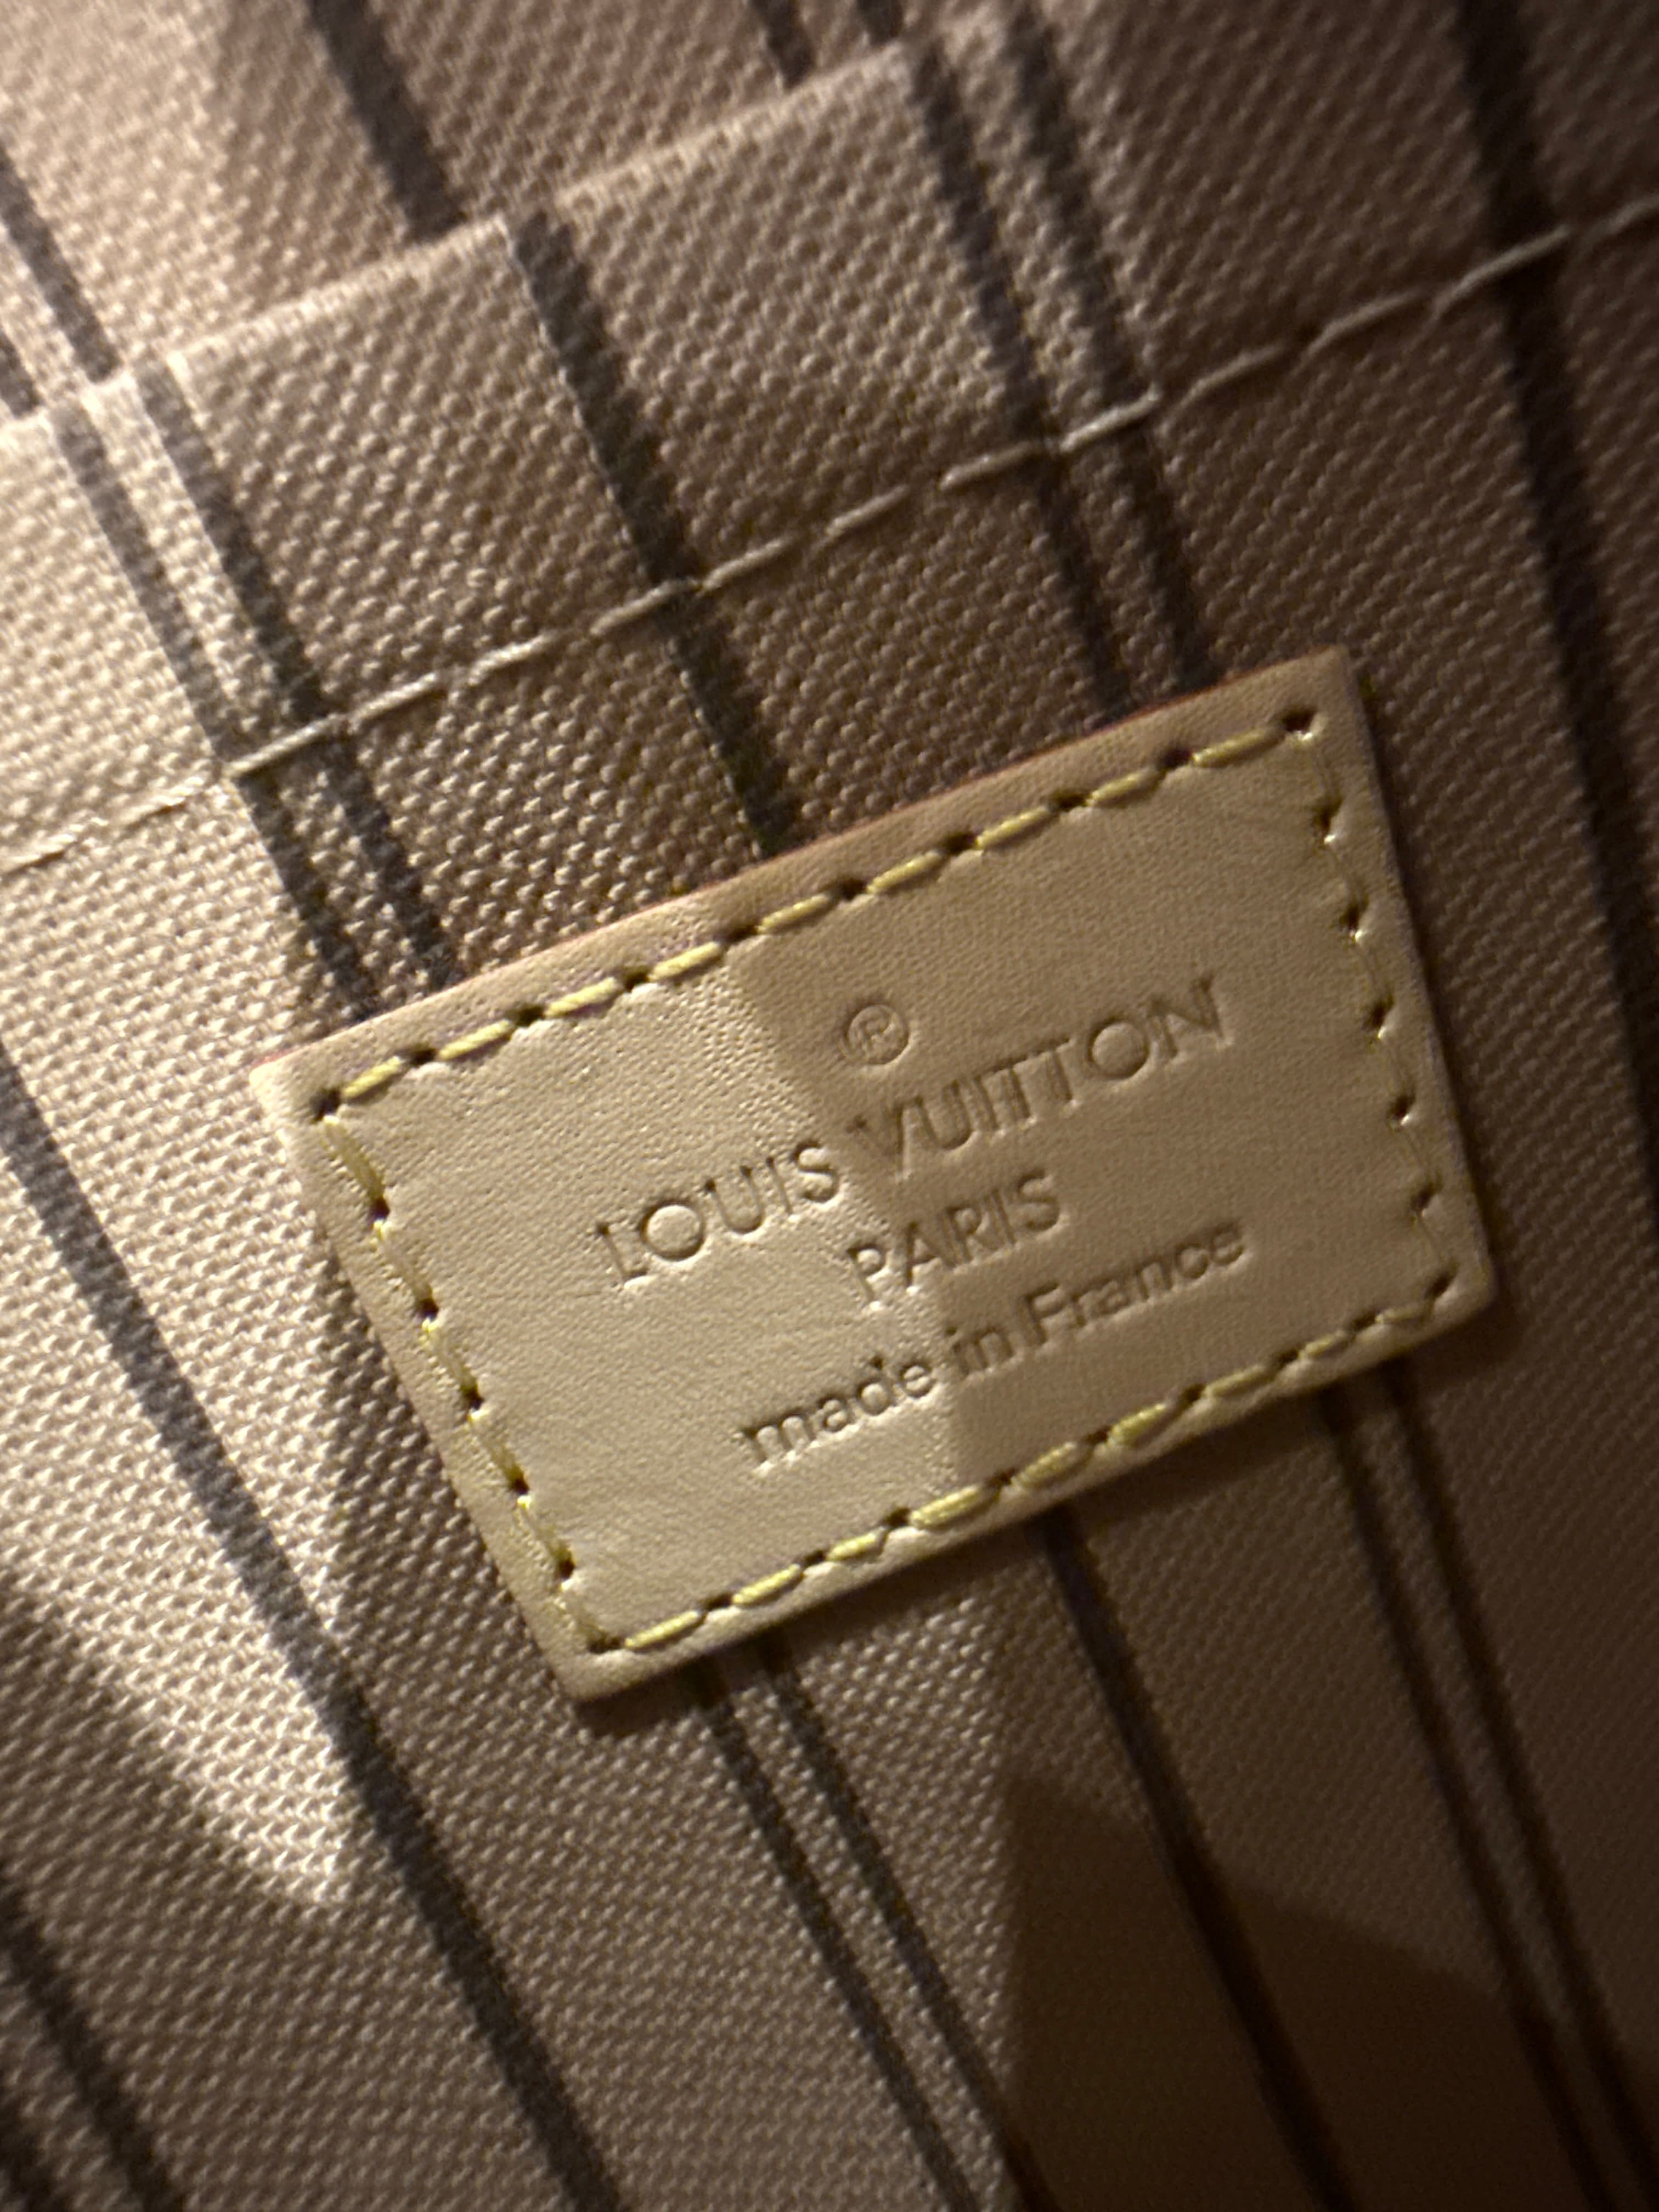 ®
LOUIS VUITTON
PARIS
made in France